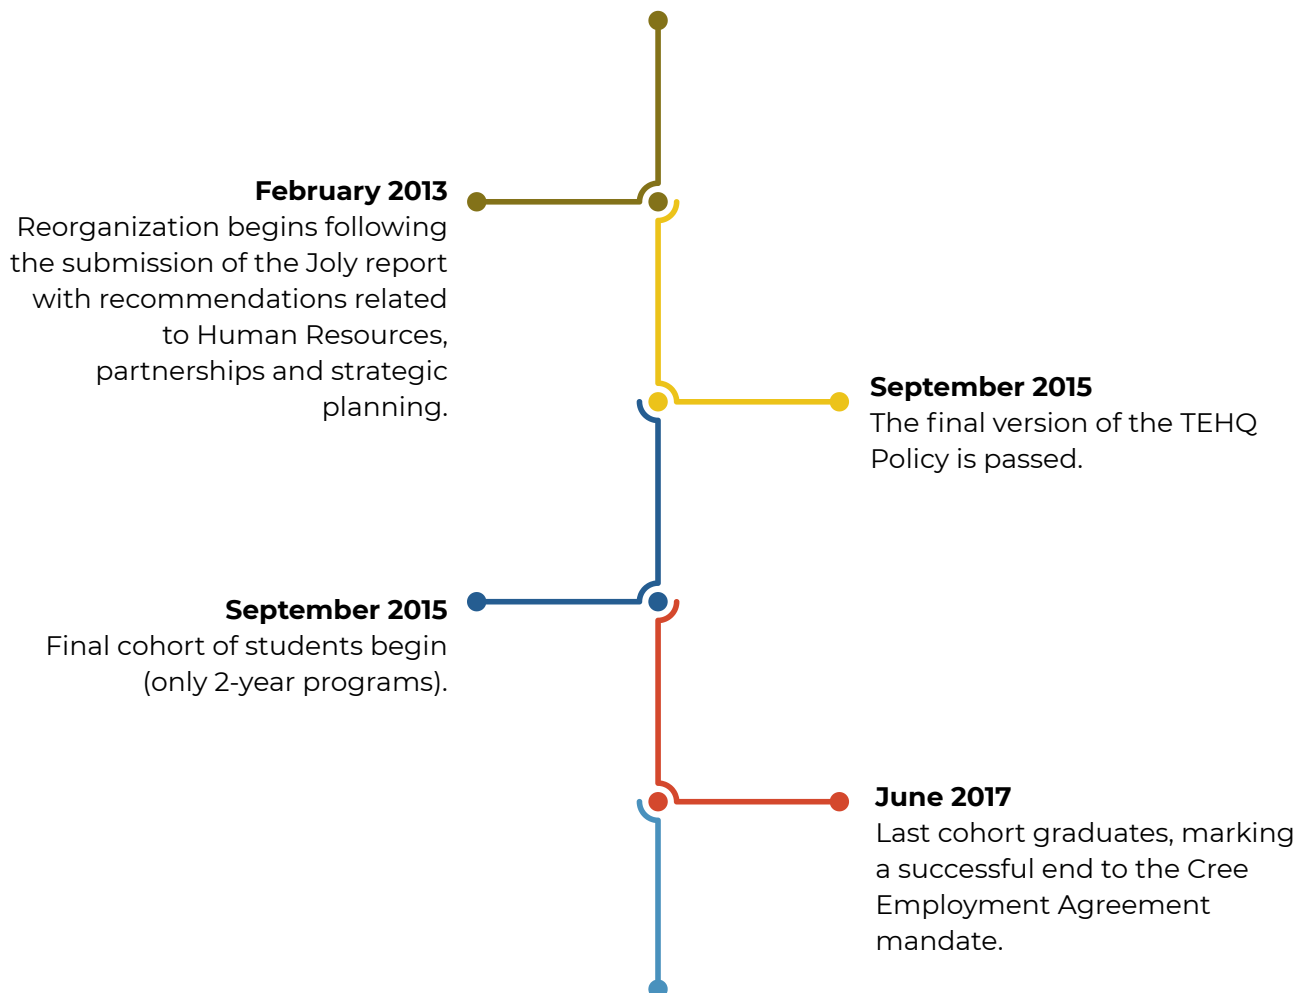 February 2013
Reorganization begins following
the submission of the Joly report
with recommendations related
to Human Resources,
partnerships and strategic
planning.
September 2015
The final version of the TEHQ
Policy is passed.
September 2015
Final cohort of students begin
(only 2-year programs).
June 2017
Last cohort graduates, marking
a successful end to the Cree
Employment Agreement
mandate.